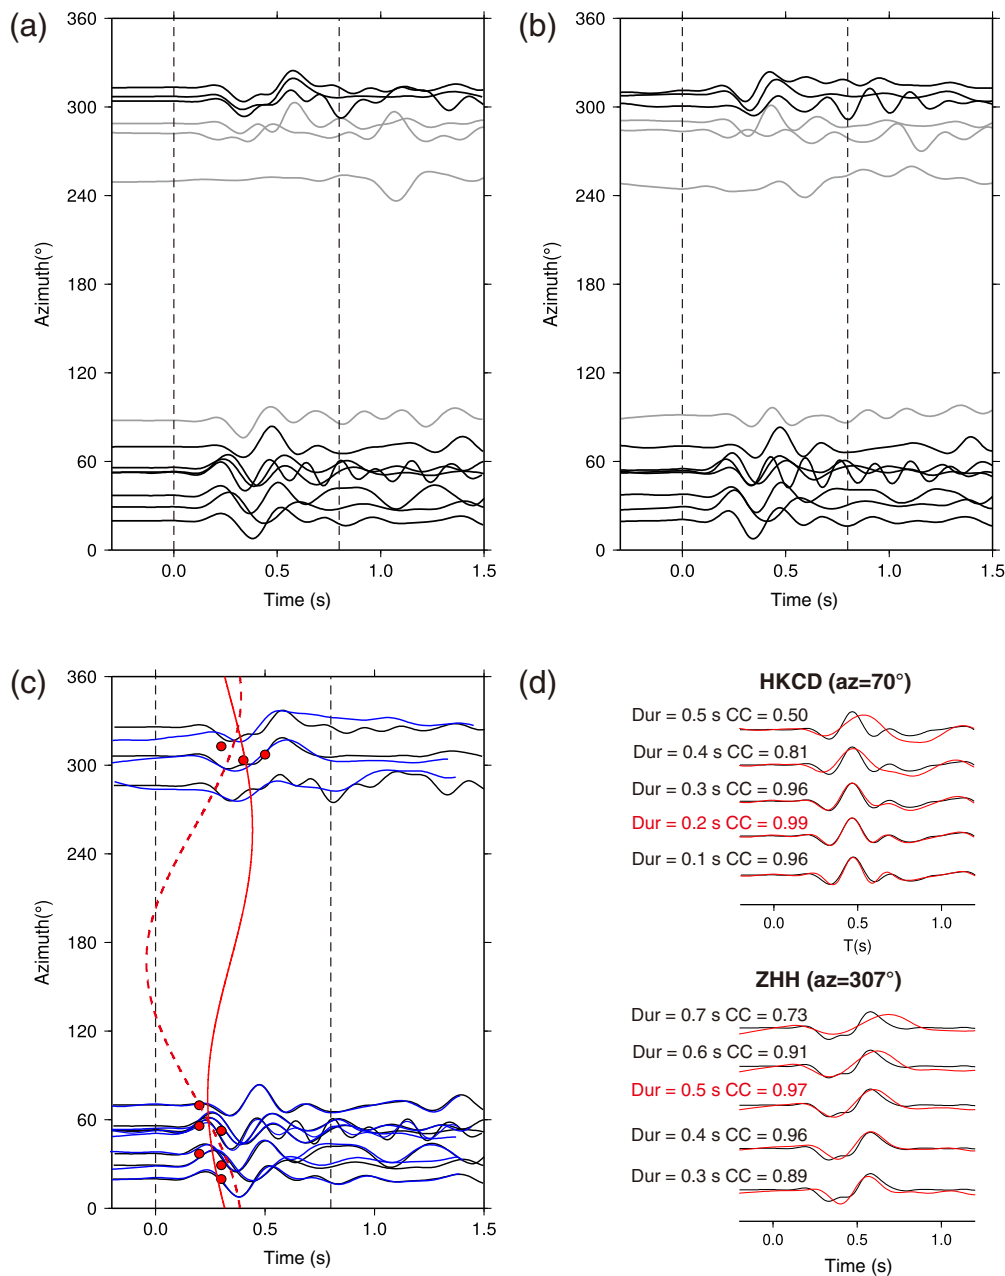 (a)
360
300
240
180
120
60
0
Azimuth(°)
0.0 0.5 1.0 1.5
Time (s)
(b)
360
300
240
180
120
60
0
Azimuth(°)
0.0 0.5 1.0 1.5
Time (s)
(c)
360
300
240
180
120
60
0
Azimuth(°)
0.0 0.5 1.0 1.5
Time (s)
(d)
HKCD (az=70°)
Dur = 0.5 s CC = 0.50
Dur = 0.4 s CC = 0.81
Dur = 0.3 s CC = 0.96
Dur = 0.2 s CC = 0.99
Dur = 0.1 s CC = 0.96
0.0 0.5 1.0
T(s)
ZHH (az=307°)
Dur = 0.7 s CC = 0.73
Dur = 0.6 s CC = 0.91
Dur = 0.5 s CC = 0.97
Dur = 0.4 s CC = 0.96
Dur = 0.3 s CC = 0.89
0.0 0.5 1.0
Time (s)